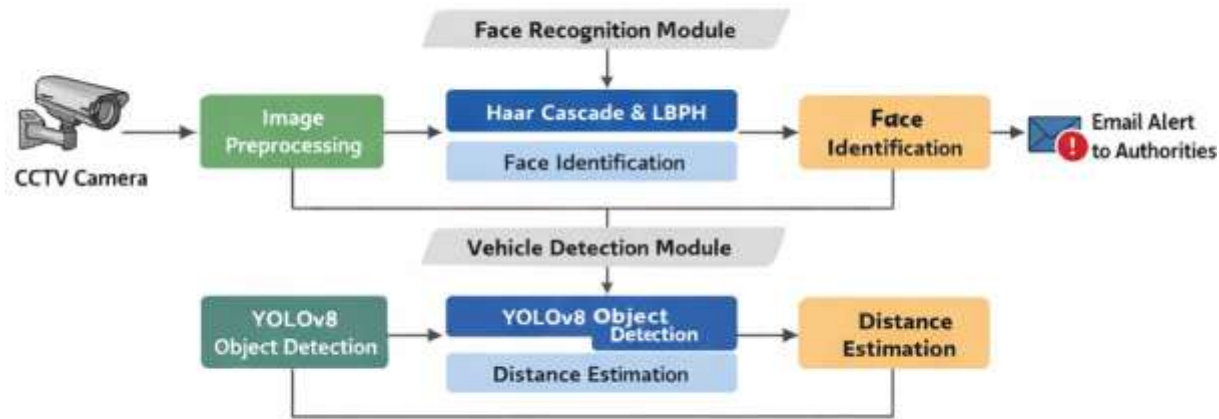 Face Recognition Module
CCTV Camera
Image
Preprocessing
Haar Cascade & LBPH
Face Identification
Face
Identification
Email Alert
to Authorities
Vehicle Detection Module
YOLOv8
Object Detection
YOLOv8 Object
Detection
Distance Estimation
Distance
Estimation